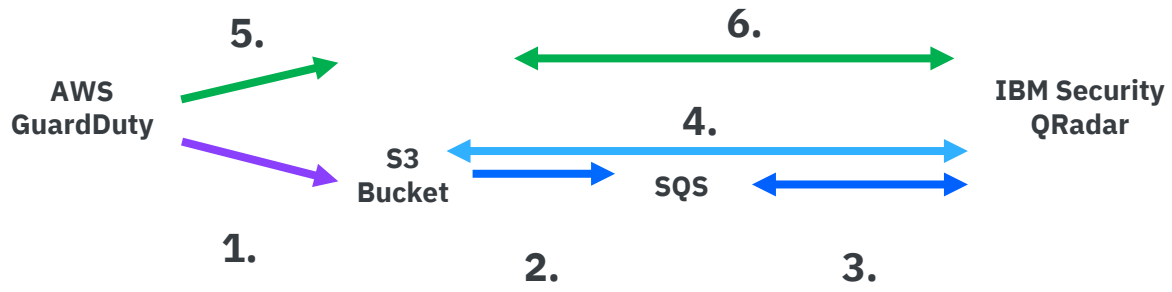 5.
6.
AWS
GuardDuty
IBM Security
QRadar
4.
S3
Bucket
SQS
1.
2.
3.